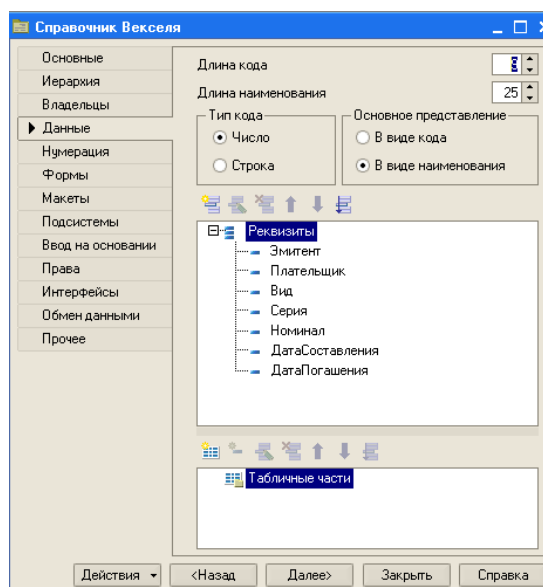 Справочник Векселя
Основные
Иерархия
Владельцы
Данные
Нумерация
Формы
Макеты
Подсистемы
Ввод на основании
Права
Интерфейсы
Обмен данными
Прочее
Длина кода
Длина наименования 25
Тип кода
Число
Строка
Основное представление
В виде кода
В виде наименования
Реквизиты
Эмитент
Плательщик
Вид
Серия
Номинал
ДатаСоставления
ДатаПогашения
Табличные части
Действия
<Назад
Далее>
Закрыть
Справка